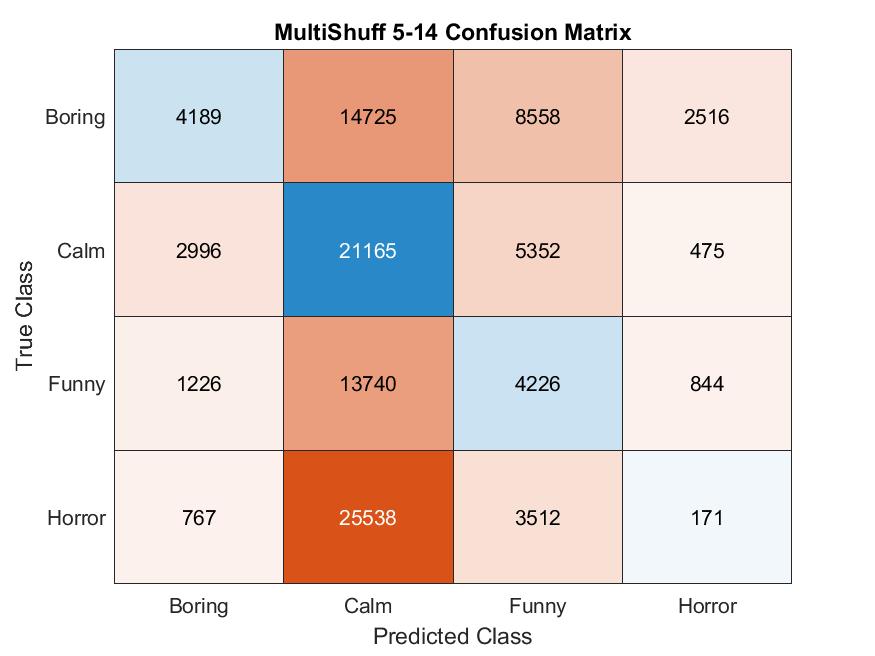 MultiShuff 5-14 Confusion Matrix
Boring 4189 14725 8558 2516
Calm 2996 21165 5352 475
Funny 1226 13740 4226 844
Horror 767 25538 3512 171
Boring Calm Funny Horror
Predicted Class
True Class